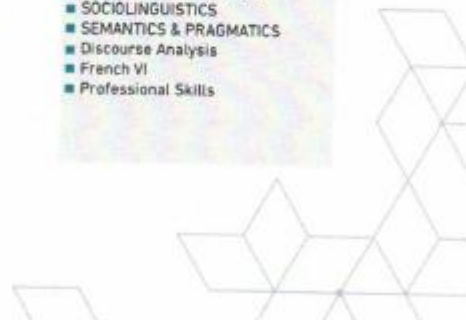 SOCIOLINGUISTICS
SEMANTICS & PRAGMATICS
Discourse Analysis
French VI
Professional Skills